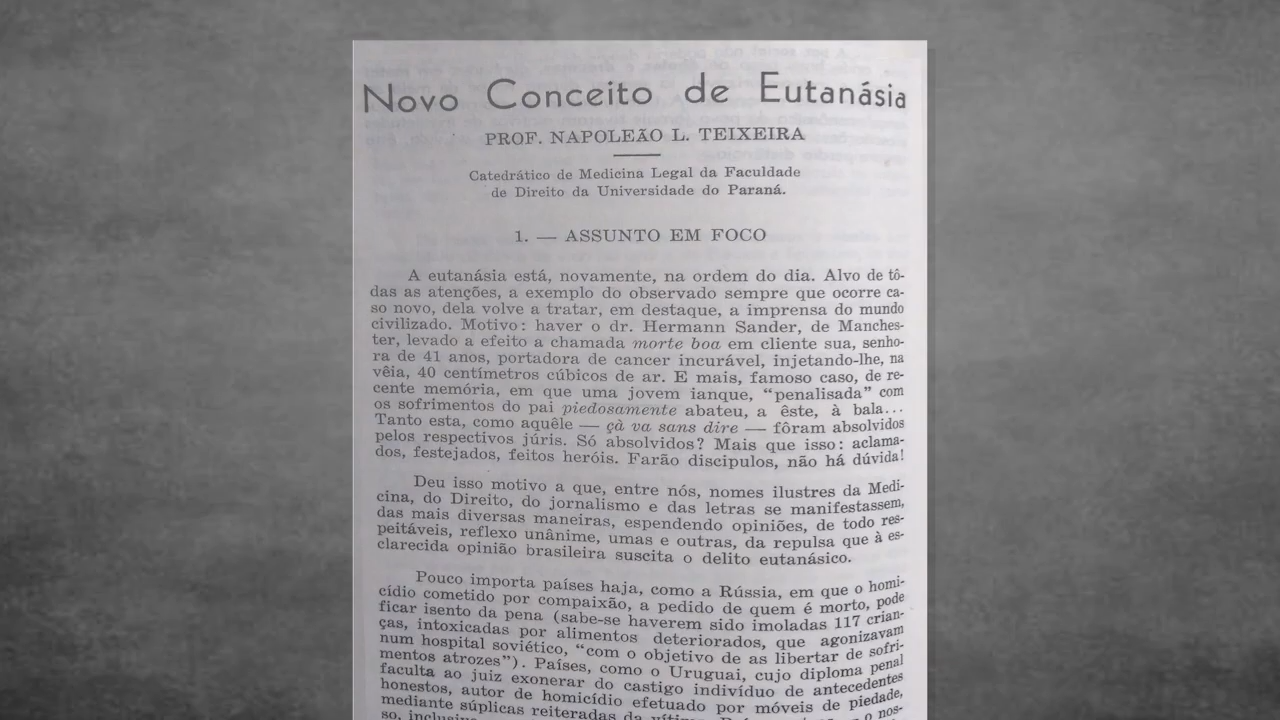 Novo Conceito de Eutanásia
PROF. NAPOLEÃO L. TEIXEIRA
Catedrático de Medicina Legal da Faculdade
de Direito da Universidade do Paraná.
1. — ASSUNTO EM FOCO
A eutanásia está, novamente, na ordem do dia. Alvo de tô-
das as atenções, a exemplo do observado sempre que ocorre ca-
so novo, dela volve a tratar, em destaque, a imprensa do mundo
civilizado. Motivo: haver o dr. Hermann Sander, de Manches-
ter, levado a efeito a chamada morte boa em cliente sua, senho-
ra de 41 anos, portadora de cancer incurável, injetando-lhe, na
vêia, 40 centímetros cúbicos de ar. E mais, famoso caso, de re-
cente memória, em que uma jovem ianque, “penalisada” com
os sofrimentos do pai piedosamente abateu, a êste, à bala...
Tanto esta, como aquêle — çà va sans dire — fôram absolvidos
pelos respectivos júris. Só absolvidos? Mais que isso: aclama-
dos, festejados, feitos heróis. Farão discipulos, não há dúvida!
Deu isso motivo a que, entre nós, nomes ilustres da Medi-
cina, do Direito, do jornalismo e das letras se manifestassem,
das mais diversas maneiras, espendendo opiniões, de todo res-
peitáveis, reflexo unânime, umas e outras, da repulsa que à es-
clarecida opinião brasileira suscita o delito eutanásico.
Pouco importa países haja, como a Rússia, em que o homi-
cídio cometido por compaixão, a pedido de quem é morto, pode
ficar isento da pena (sabe-se haverem sido imoladas 117 crian-
ças, intoxicadas por alimentos deteriorados, que agonizavam
num hospital soviético, “com o objetivo de as libertar de sofri-
mentos atrozes”). Países, como o Uruguai, cujo diploma penal
faculta ao juiz exonerar do castigo indivíduo de antecedentes
honestos, autor de homicídio efetuado por móveis de piedade,
mediante súplicas reiteradas da vítima.
so, o nos-